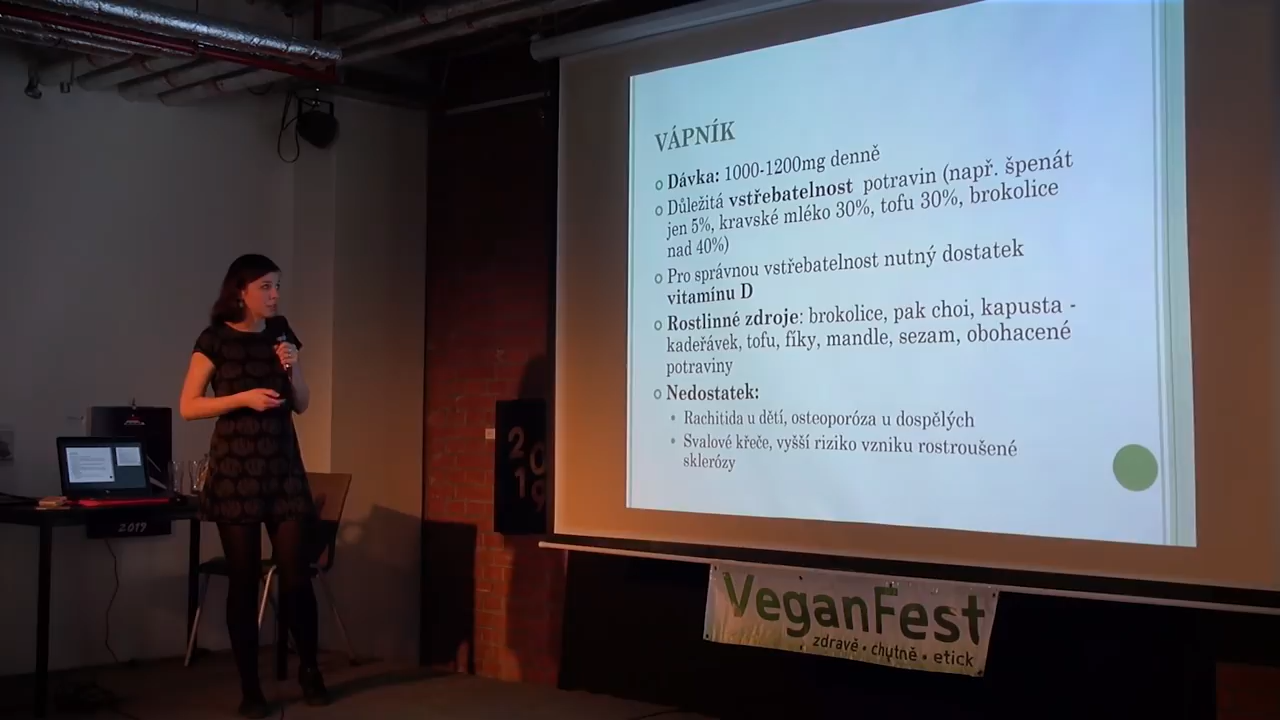 VÁPNÍK
Dávka: 1000-1200mg denně
Důležitá vstřebatelnost potravin (např. špenát
jen 5%, kravské mléko 30%, tofu 30%, brokolice
nad 40%)
Pro správnou vstřebatelnost nutný dostatek
vitamínu D
Rostlinné zdroje: brokolice, pak choi, kapusta -
kadeřávek, tofu, fíky, mandle, sezam, obohacené
potraviny
Nedostatek:
Rachitida u dětí, osteoporóza u dospělých
Svalové křeče, vyšší riziko vzniku rostroušené
sklerózy
20
19
2019
VeganFest
zdravě • chutně • etick